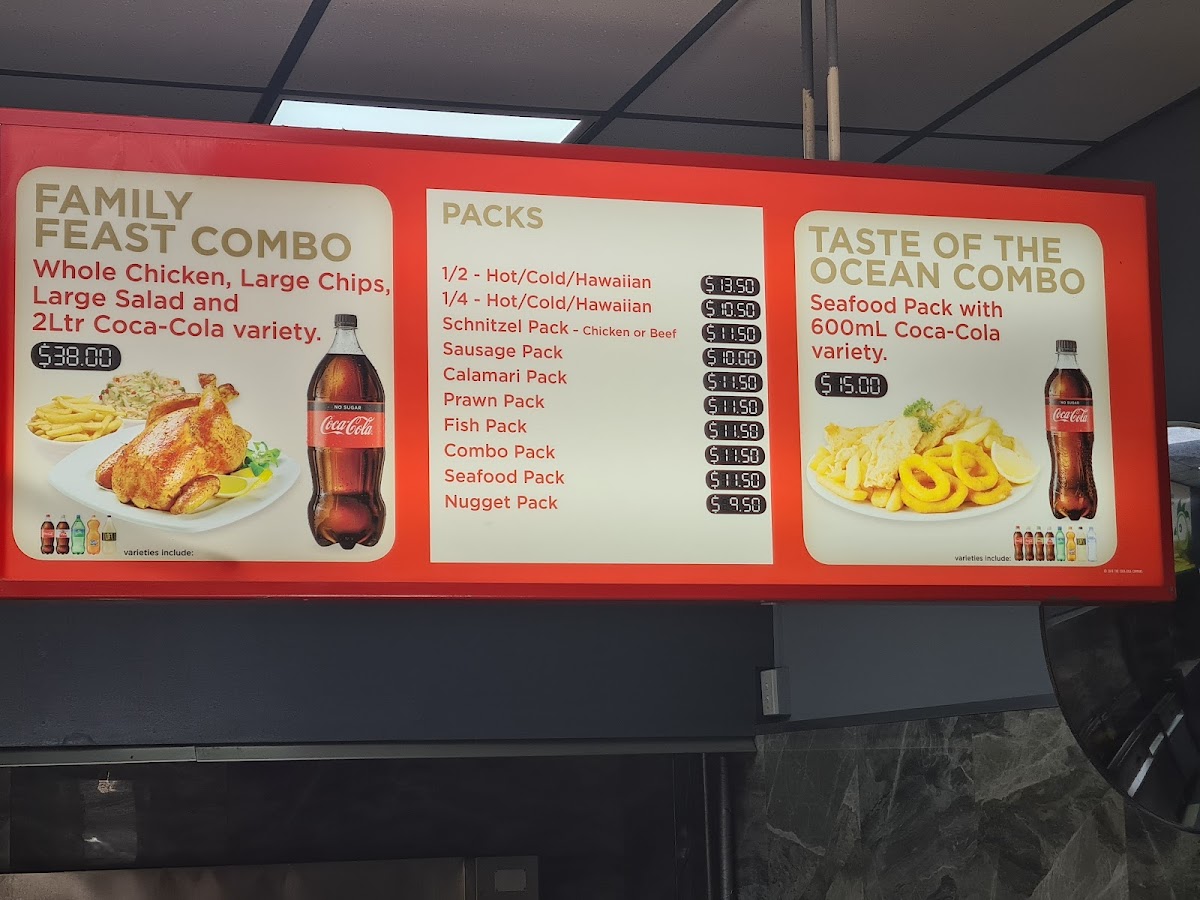 FAMILY
FEAST COMBO
Whole Chicken, Large Chips,
Large Salad and
2Ltr Coca-Cola variety.
$38.00
NO SUGAR
Coca-Cola
varieties include:
PACKS
1/2 - Hot/Cold/Hawaiian $13.50
1/4 - Hot/Cold/Hawaiian $10.50
Schnitzel Pack - Chicken or Beef $11.50
Sausage Pack $10.00
Calamari Pack $11.50
Prawn Pack $11.50
Fish Pack $11.50
Combo Pack $11.50
Seafood Pack $11.50
Nugget Pack $9.50
TASTE OF THE
OCEAN COMBO
Seafood Pack with
600mL Coca-Cola
variety.
$15.00
NO SUGAR
Coca-Cola
varieties include: